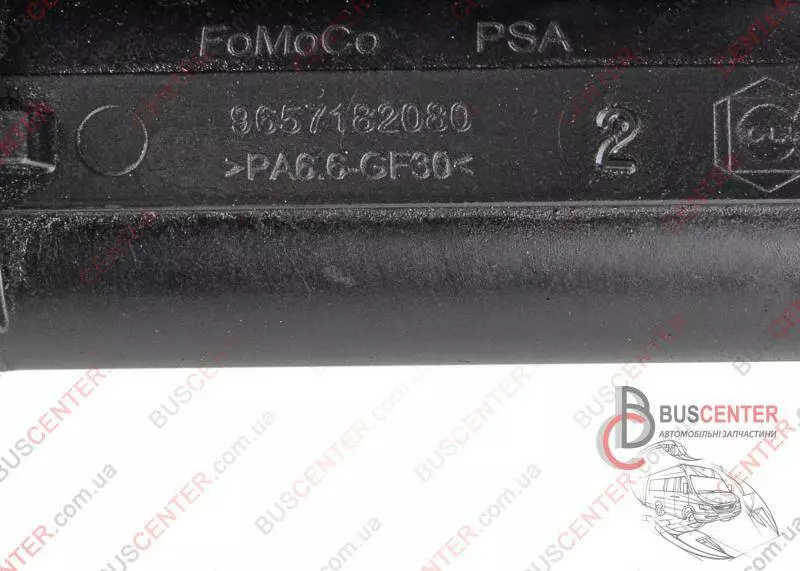 FoMoCo PSA
9657182080
>PA6.6-GF30<
2
BUSCENTER
АВТОМОБІЛЬНІ ЗАПЧАСТИНИ
BUSCENTER.com.ua